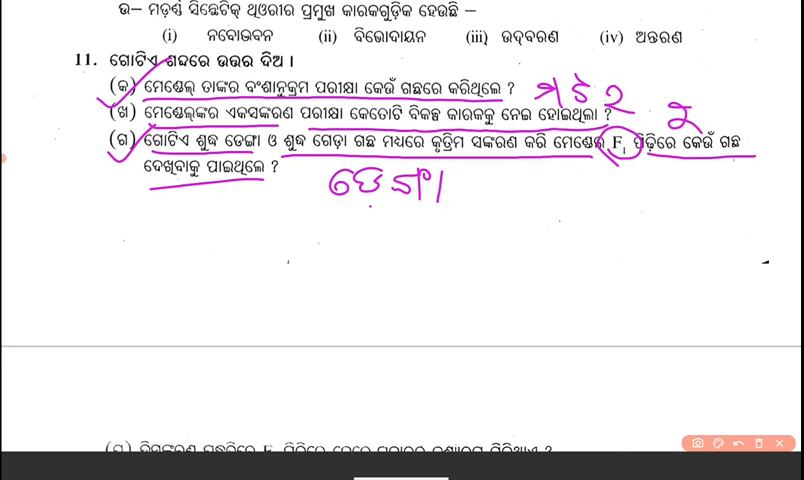 ଉ– ମଡ଼ର୍ଣ୍ଣ ସିନ୍ଥେଟିକ୍ ଥିଓରୀର ପ୍ରମୁଖ କାରକଗୁଡ଼ିକ ହେଉଛି –
(i) ନବୋଦ୍ଭବନ (ii) ବିଭୋଦାୟନ (iii) ଉଦ୍‌ବରଣ (iv) ଅନ୍ତରଣ
11. ଗୋଟିଏ ଶବ୍ଦରେ ଉତ୍ତର ଦିଅ ।
(କ) ମେଣ୍ଡେଲ୍ ତାଙ୍କର ବଂଶାନୁକ୍ରମ ପରୀକ୍ଷା କେଉଁ ଗଛରେ କରିଥିଲେ ? ମଟର
(ଖ) ମେଣ୍ଡେଲ୍‌ଙ୍କର ଏକସଙ୍କରଣ ପରୀକ୍ଷା କେତୋଟି ବିକଳ୍ପ କାରକକୁ ନେଇ ହୋଇଥିଲା ? ୨
(ଗ) ଗୋଟିଏ ଶୁଦ୍ଧ ଡେଙ୍ଗା ଓ ଶୁଦ୍ଧ ଗେଡ଼ା ଗଛ ମଧ୍ୟରେ କୃତ୍ରିମ ସଙ୍କରଣ କରି ମେଣ୍ଡେଲ୍ F₁ ପିଢ଼ିରେ କେଉଁ ଗଛ
ଦେଖିବାକୁ ପାଇଥିଲେ ?
ଡେଙ୍ଗା